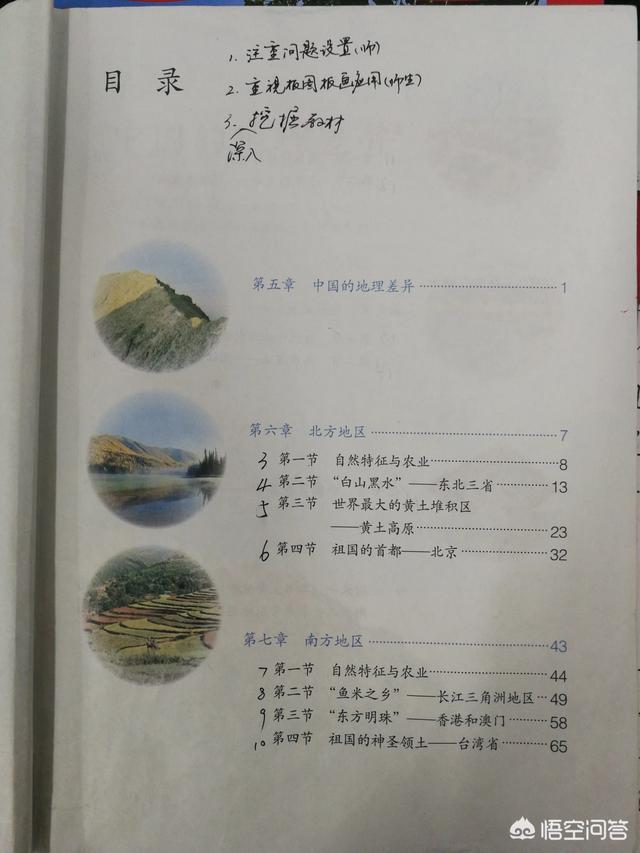 1. 注重问题设置(师)
目 录
2. 重视板图板画应用(师生)
3. 挖掘教材
深入
第五章 中国的地理差异 1
第六章 北方地区 7
3 第一节 自然特征与农业 8
4 第二节 “白山黑水”——东北三省 13
5 第三节 世界最大的黄土堆积区
——黄土高原 23
6 第四节 祖国的首都——北京 32
第七章 南方地区 43
7 第一节 自然特征与农业 44
8 第二节 “鱼米之乡”——长江三角洲地区 49
9 第三节 “东方明珠”——香港和澳门 58
10 第四节 祖国的神圣领土——台湾省 65
悟空问答